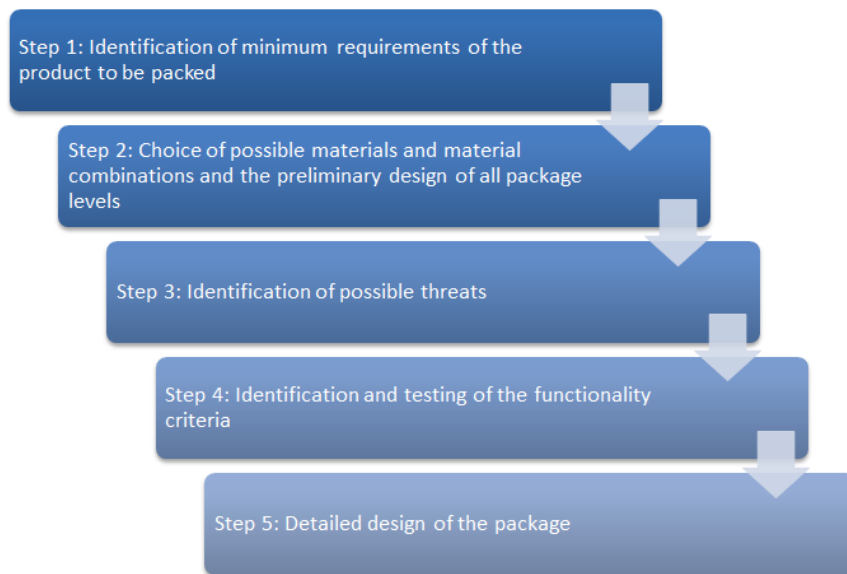 Step 1: Identification of minimum requirements of the
product to be packed
Step 2: Choice of possible materials and material
combinations and the preliminary design of all package
levels
Step 3: Identification of possible threats
Step 4: Identification and testing of the functionality
criteria
Step 5: Detailed design of the package